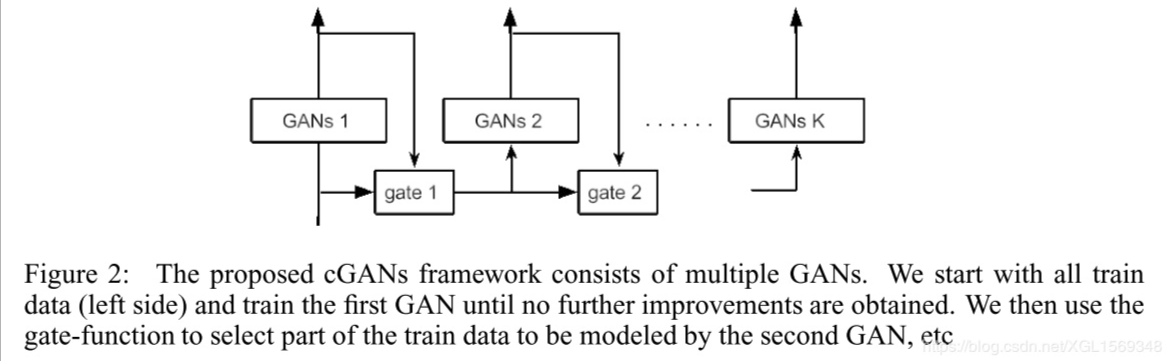 GANs 1
GANs 2
. . . . . .
GANs K
gate 1
gate 2
Figure 2: The proposed cGANs framework consists of multiple GANs. We start with all train
data (left side) and train the first GAN until no further improvements are obtained. We then use the
gate-function to select part of the train data to be modeled by the second GAN, etc
https://blog.csdn.net/XGL1569348